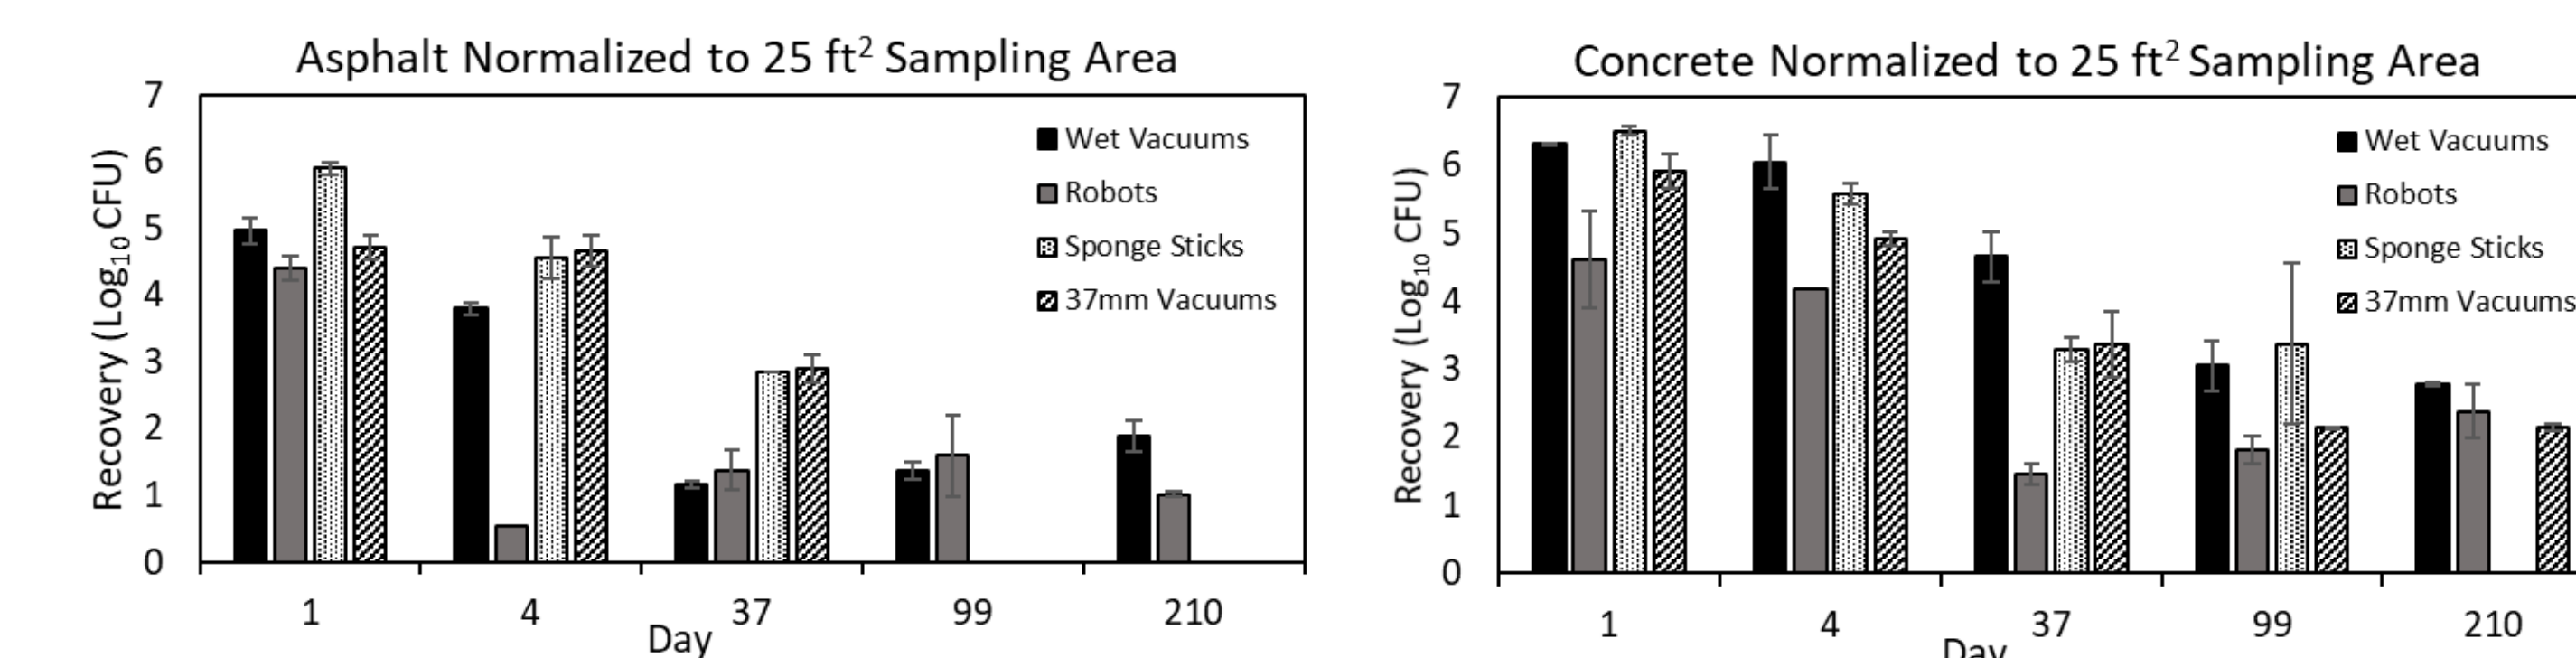 Asphalt Normalized to 25 ft² Sampling Area
Recovery (Log₁₀ CFU)
7
6
5
4
3
2
1
0
Wet Vacuums
Robots
Sponge Sticks
37mm Vacuums
1 4 37 99 210
Day
Concrete Normalized to 25 ft² Sampling Area
Recovery (Log₁₀ CFU)
7
6
5
4
3
2
1
0
Wet Vacuums
Robots
Sponge Sticks
37mm Vacuums
1 4 37 99 210
Day